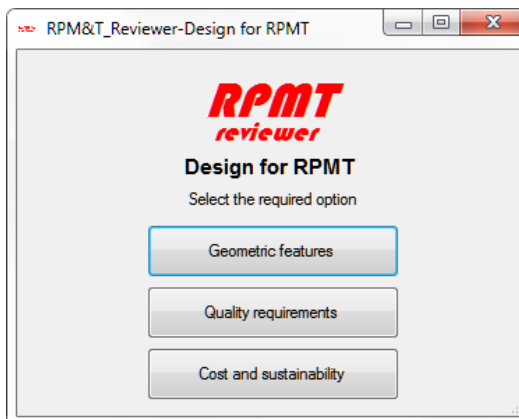 RPM&T_Reviewer-Design for RPMT
RPMT
reviewer
Design for RPMT
Select the required option
Geometric features
Quality requirements
Cost and sustainability